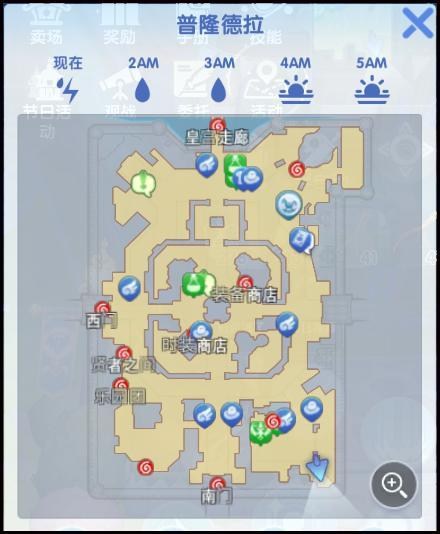 卖场 奖励 手册 技能
普隆德拉
现在 2AM 3AM 4AM 5AM
节日活动 观战 委托 活动
皇宫走廊
装备商店
西门
时装商店
贤者之间
乐园团
南门